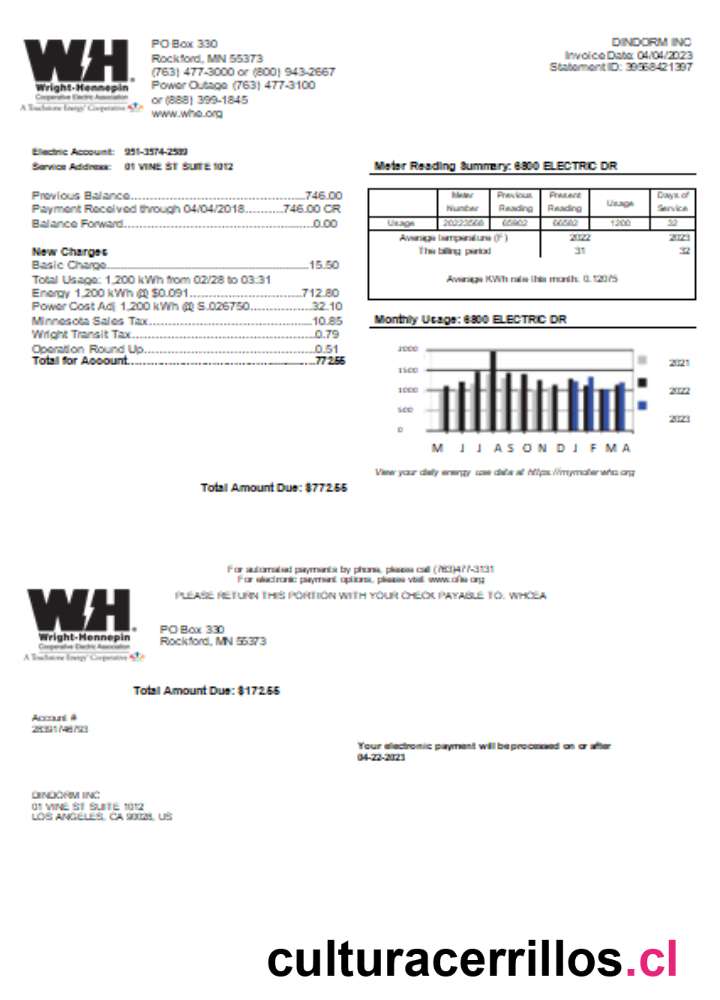 WH
Wright-Hennepin
Cooperative Electric Association
A Touchstone Energy® Cooperative
PO Box 330
Rockford, MN 55373
(763) 477-3000 or (800) 943-2667
Power Outage (763) 477-3100
or (888) 399-1845
www.whe.org
DINDORM INC
Invoice Date: 04/04/2023
Statement ID: 39568421397
Electric Account: 951-3574-2589
Service Address: 01 VINE ST SUITE 1012
Previous Balance....746.00
Payment Received through 04/04/2018....746.00 CR
Balance Forward....0.00
New Charges
Basic Charge....15.50
Total Usage: 1,200 kWh from 02/28 to 03:31
Energy 1,200 kWh @ $0.091....712.80
Power Cost Adj 1,200 kWh @ S.026750....32.10
Minnesota Sales Tax....10.85
Wright Transit Tax....0.79
Operation Round Up....0.51
Total for Account....77255
Total Amount Due: $772.55
Meter Reading Summary: 6800 ELECTRIC DR
Meter Number Previous Reading Present Reading Usage Days of Service
Usage 20223568 65902 66582 1200 32
Average temperature (F) 2022 2023
The billing period 31 32
Average KWh rate this month: 0.12075
Monthly Usage: 6800 ELECTRIC DR
2000
1500
1000
500
0
M J J A S O N D J F M A
2021
2022
2023
View your daily energy use data at https://mymoter.who.org
For automated payments by phone, please call (763)477-3131
For electronic payment options, please visit www.ofie org
PLEASE RETURN THIS PORTION WITH YOUR CHECK PAYABLE TO. WHCEA
WH
Wright-Hennepin
Cooperative Electric Association
A Touchstone Energy® Cooperative
PO Box 330
Rockford, MN 55373
Total Amount Due: $172.55
Account #
28391746793
Your electronic payment will be processed on or after
04-22-2023
DINDORM INC
01 VINE ST SUITE 1012
LOS ANGELES, CA 90028, US
culturacerrillos.cl